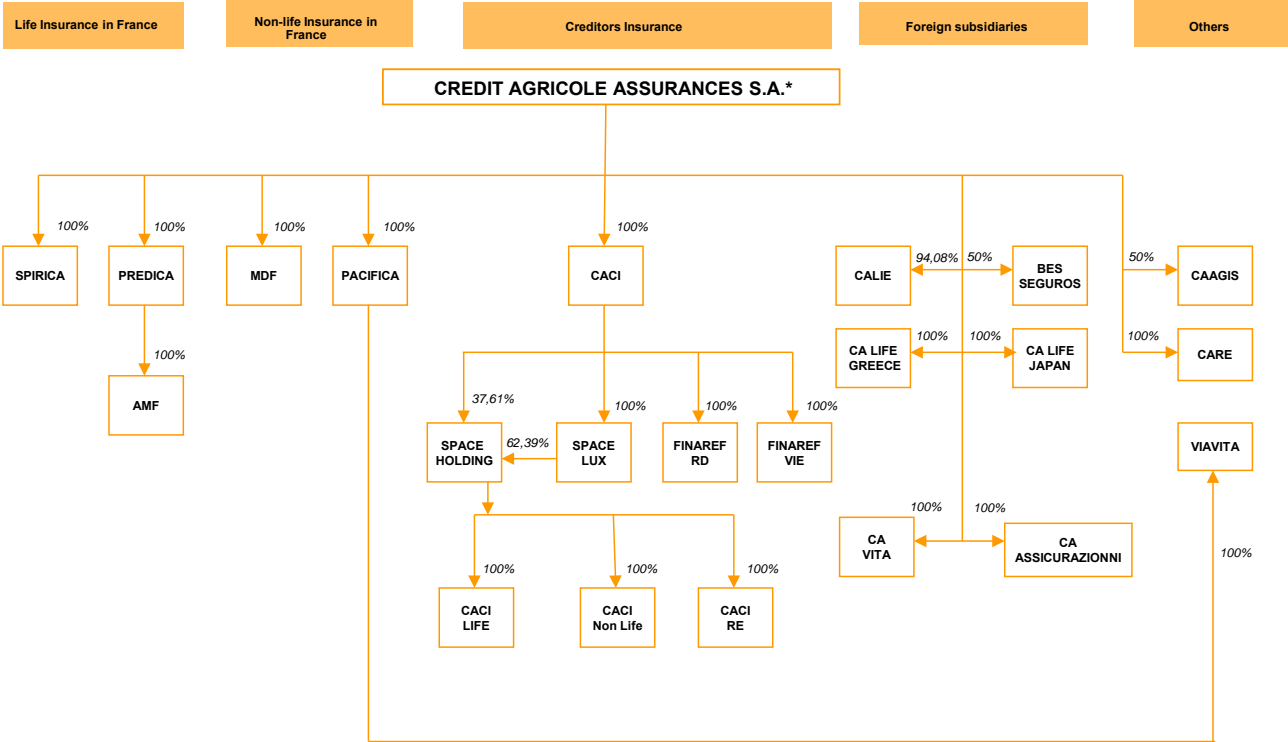 Life Insurance in France
Non-life Insurance in
France
Creditors Insurance
Foreign subsidiaries
Others
CREDIT AGRICOLE ASSURANCES S.A.*
100%
100%
100%
100%
100%
SPIRICA
PREDICA
MDF
PACIFICA
CACI
CALIE
94,08%
50%
BES
SEGUROS
50%
CAAGIS
100%
AMF
CA LIFE
GREECE
100%
100%
CA LIFE
JAPAN
100%
CARE
37,61%
100%
100%
100%
SPACE
HOLDING
62,39%
SPACE
LUX
FINAREF
RD
FINAREF
VIE
VIAVITA
100%
100%
CA
VITA
CA
ASSICURAZIONNI
100%
100%
100%
100%
CACI
LIFE
CACI
Non Life
CACI
RE